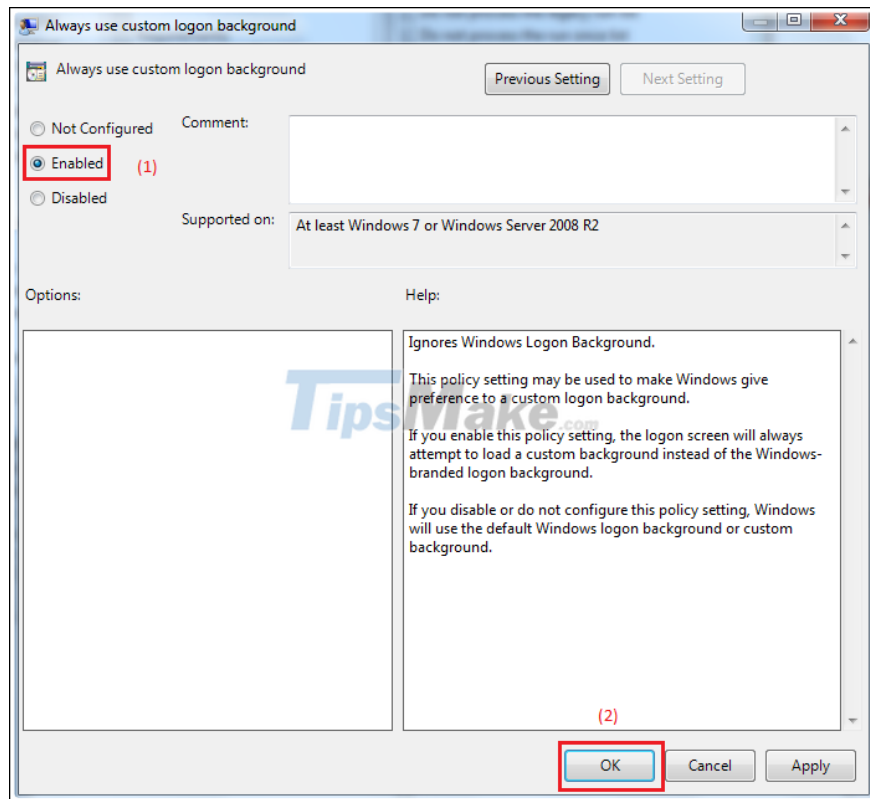 Always use custom logon background
Always use custom logon background
Previous Setting
Next Setting
Not Configured
Comment:
Enabled
(1)
Disabled
Supported on:
At least Windows 7 or Windows Server 2008 R2
Options:
Help:
Ignores Windows Logon Background.
This policy setting may be used to make Windows give
preference to a custom logon background.
If you enable this policy setting, the logon screen will always
attempt to load a custom background instead of the Windows-
branded logon background.
If you disable or do not configure this policy setting, Windows
will use the default Windows logon background or custom
background.
TipsMake.com
(2)
OK
Cancel
Apply